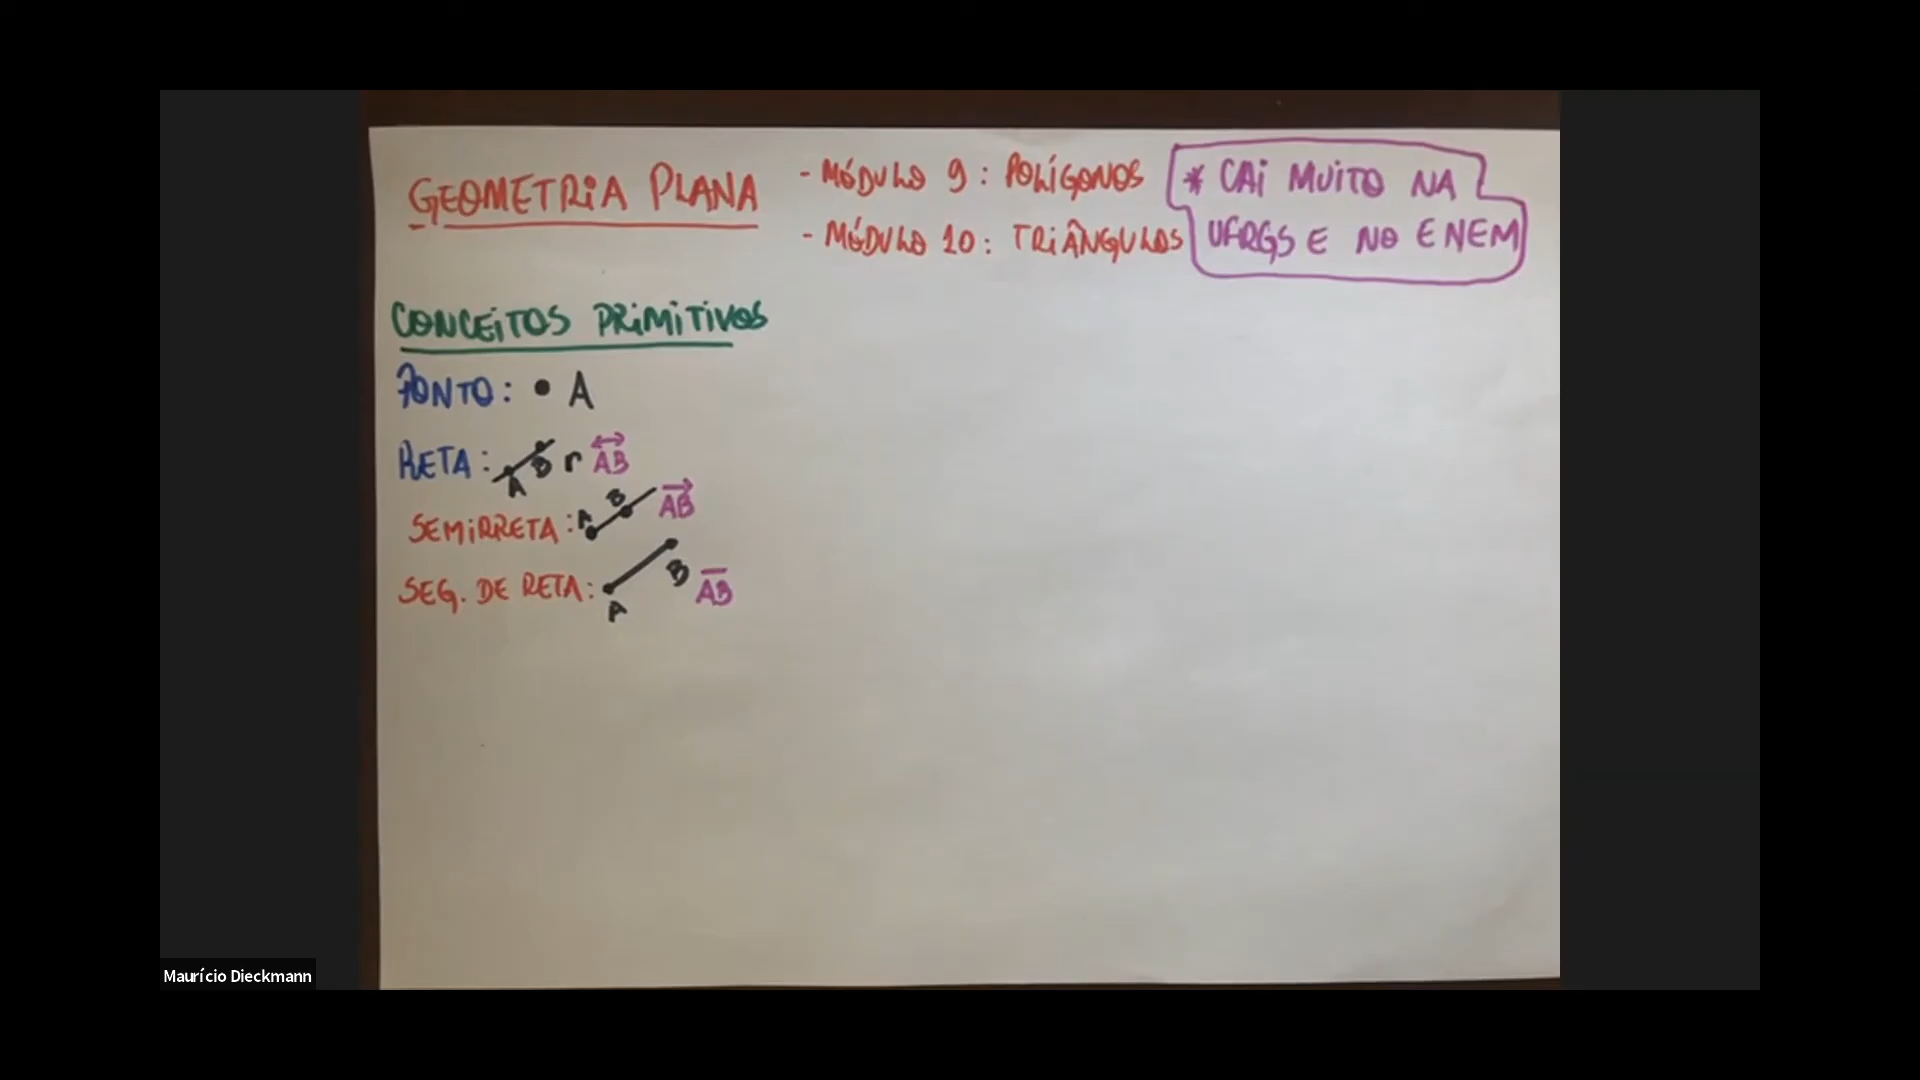 GEOMETRIA PLANA
- MÓDULO 9: POLÍGONOS
- MÓDULO 10: TRIÂNGULOS
* CAI MUITO NA
UFRGS E NO ENEM
CONCEITOS PRIMITIVOS
PONTO: • A
RETA: A B r AB
SEMIRRETA: A B AB
SEG. DE RETA: A B AB
Maurício Dieckmann